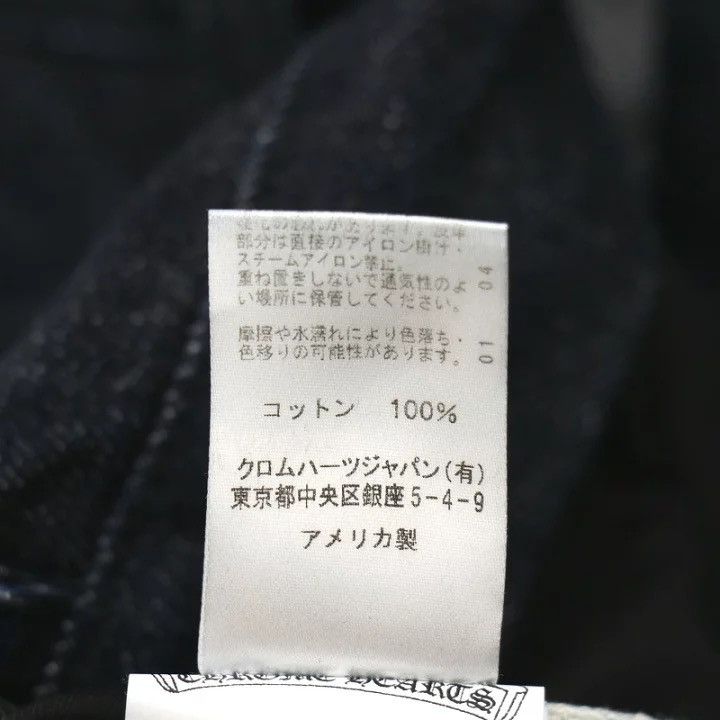 部分は直接のアイロン掛け・
スチームアイロン禁止。
重ね置きしないで通気性のよ
い場所に保管してください。
04
摩擦や水濡れにより色落ち・
色移りの可能性があります。
01
コットン 100%
クロムハーツジャパン(有)
東京都中央区銀座5-4-9
アメリカ製
CHROME HEARTS